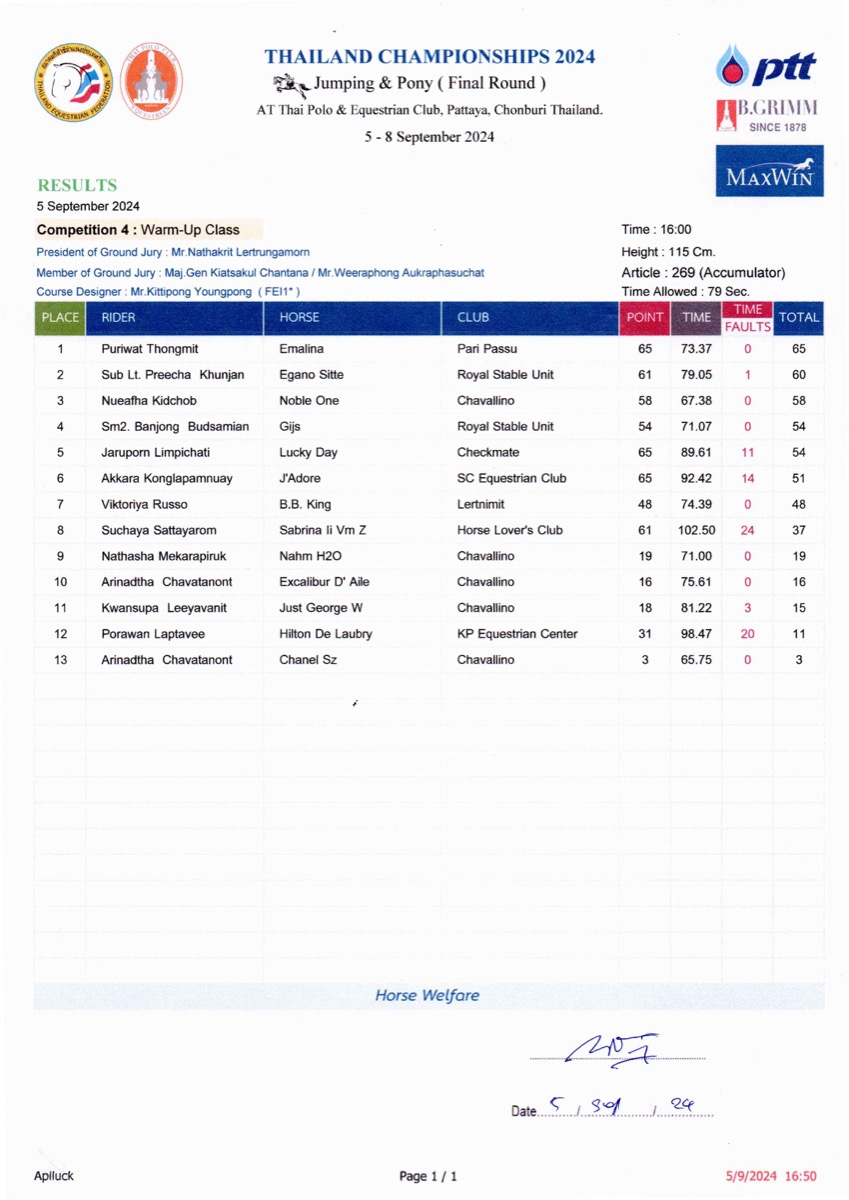 THAILAND CHAMPIONSHIPS 2024
Jumping & Pony ( Final Round )
AT Thai Polo & Equestrian Club, Pattaya, Chonburi Thailand.
5 - 8 September 2024
THAILAND EQUESTRIAN FEDERATION
THAI POLO CLUB
EQUESTRIAN
ptt
B.GRIMM
SINCE 1878
MAXWIN
RESULTS
5 September 2024
Competition 4 : Warm-Up Class
Time : 16:00
President of Ground Jury : Mr.Nathakrit Lertrungamorn
Height : 115 Cm.
Member of Ground Jury : Maj.Gen Kiatsakul Chantana / Mr.Weeraphong Aukraphasuchat
Article : 269 (Accumulator)
Course Designer : Mr.Kittipong Youngpong ( FEI1* )
Time Allowed : 79 Sec.
PLACE RIDER HORSE CLUB POINT TIME TIME FAULTS TOTAL
1 Puriwat Thongmit Emalina Pari Passu 65 73.37 0 65
2 Sub Lt. Preecha Khunjan Egano Sitte Royal Stable Unit 61 79.05 1 60
3 Nueafha Kidchob Noble One Chavallino 58 67.38 0 58
4 Sm2. Banjong Budsamian Gijs Royal Stable Unit 54 71.07 0 54
5 Jaruporn Limpichati Lucky Day Checkmate 65 89.61 11 54
6 Akkara Konglapamnuay J'Adore SC Equestrian Club 65 92.42 14 51
7 Viktoriya Russo B.B. King Lertnimit 48 74.39 0 48
8 Suchaya Sattayarom Sabrina Ii Vm Z Horse Lover's Club 61 102.50 24 37
9 Nathasha Mekarapiruk Nahm H2O Chavallino 19 71.00 0 19
10 Arinadtha Chavatanont Excalibur D' Aile Chavallino 16 75.61 0 16
11 Kwansupa Leeyavanit Just George W Chavallino 18 81.22 3 15
12 Porawan Laptavee Hilton De Laubry KP Equestrian Center 31 98.47 20 11
13 Arinadtha Chavatanont Chanel Sz Chavallino 3 65.75 0 3
Horse Welfare
Date 5 / Sep / 24
Apiluck
Page 1 / 1
5/9/2024 16:50